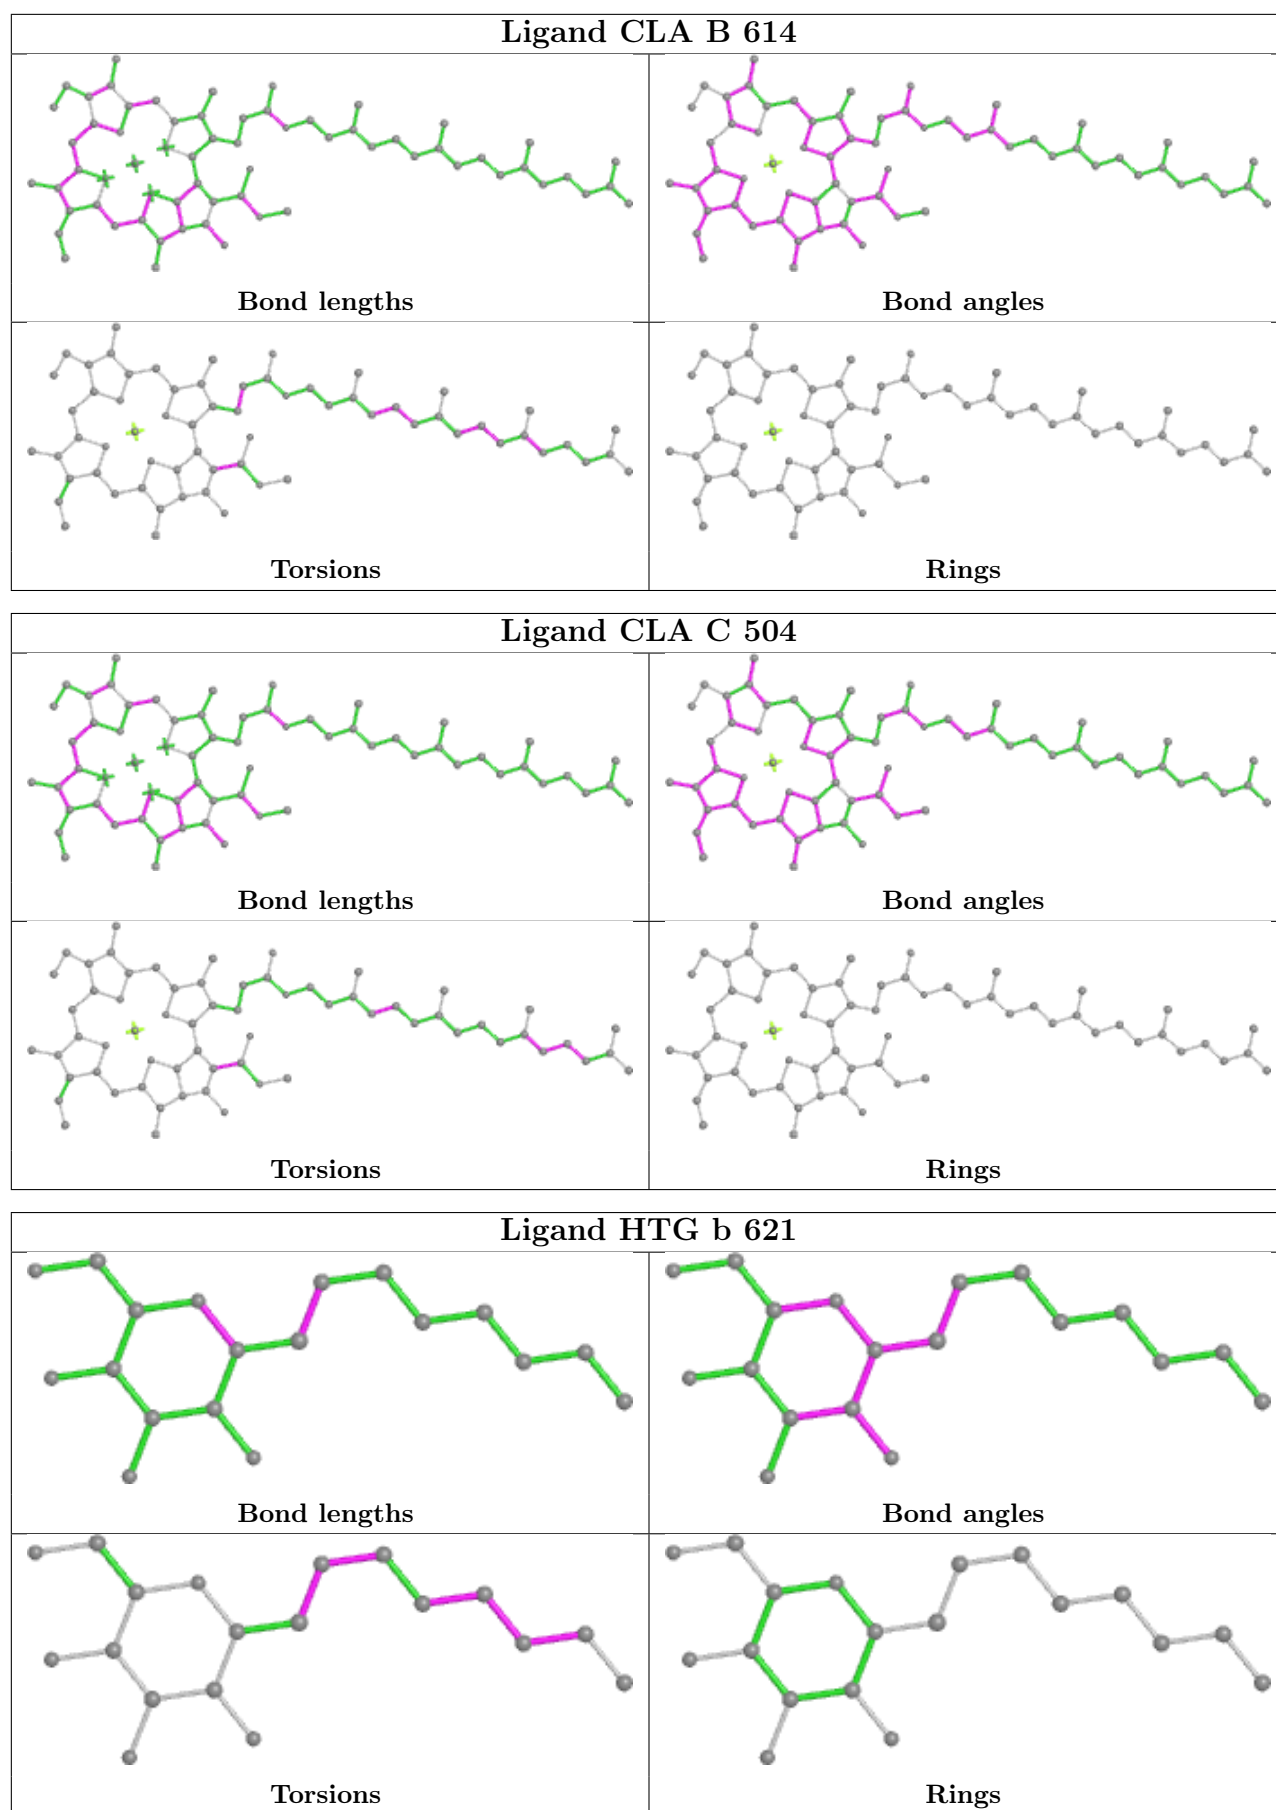 Ligand CLA B 614
Bond lengths
Bond angles
Torsions
Rings
Ligand CLA C 504
Bond lengths
Bond angles
Torsions
Rings
Ligand HTG b 621
Bond lengths
Bond angles
Torsions
Rings